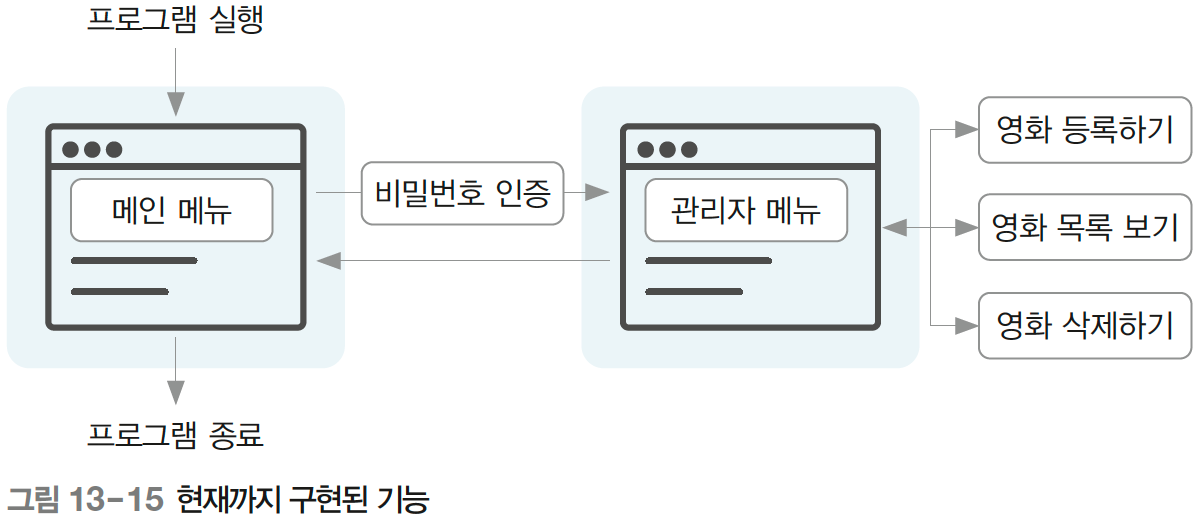 프로그램 실행
메인 메뉴
비밀번호 인증
관리자 메뉴
영화 등록하기
영화 목록 보기
영화 삭제하기
프로그램 종료
그림 13-15 현재까지 구현된 기능